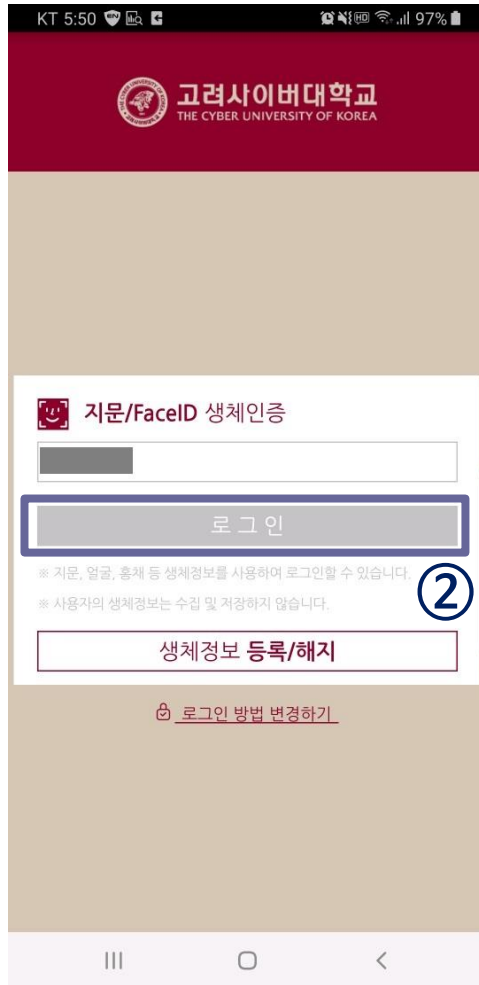 KT 5:50 97%
고려사이버대학교
THE CYBER UNIVERSITY OF KOREA
지문/FaceID 생체인증
로그인
※ 지문, 얼굴, 홍채 등 생체정보를 사용하여 로그인할 수 있습니다.
※ 사용자의 생체정보는 수집 및 저장하지 않습니다.
②
생체정보 등록/해지
로그인 방법 변경하기